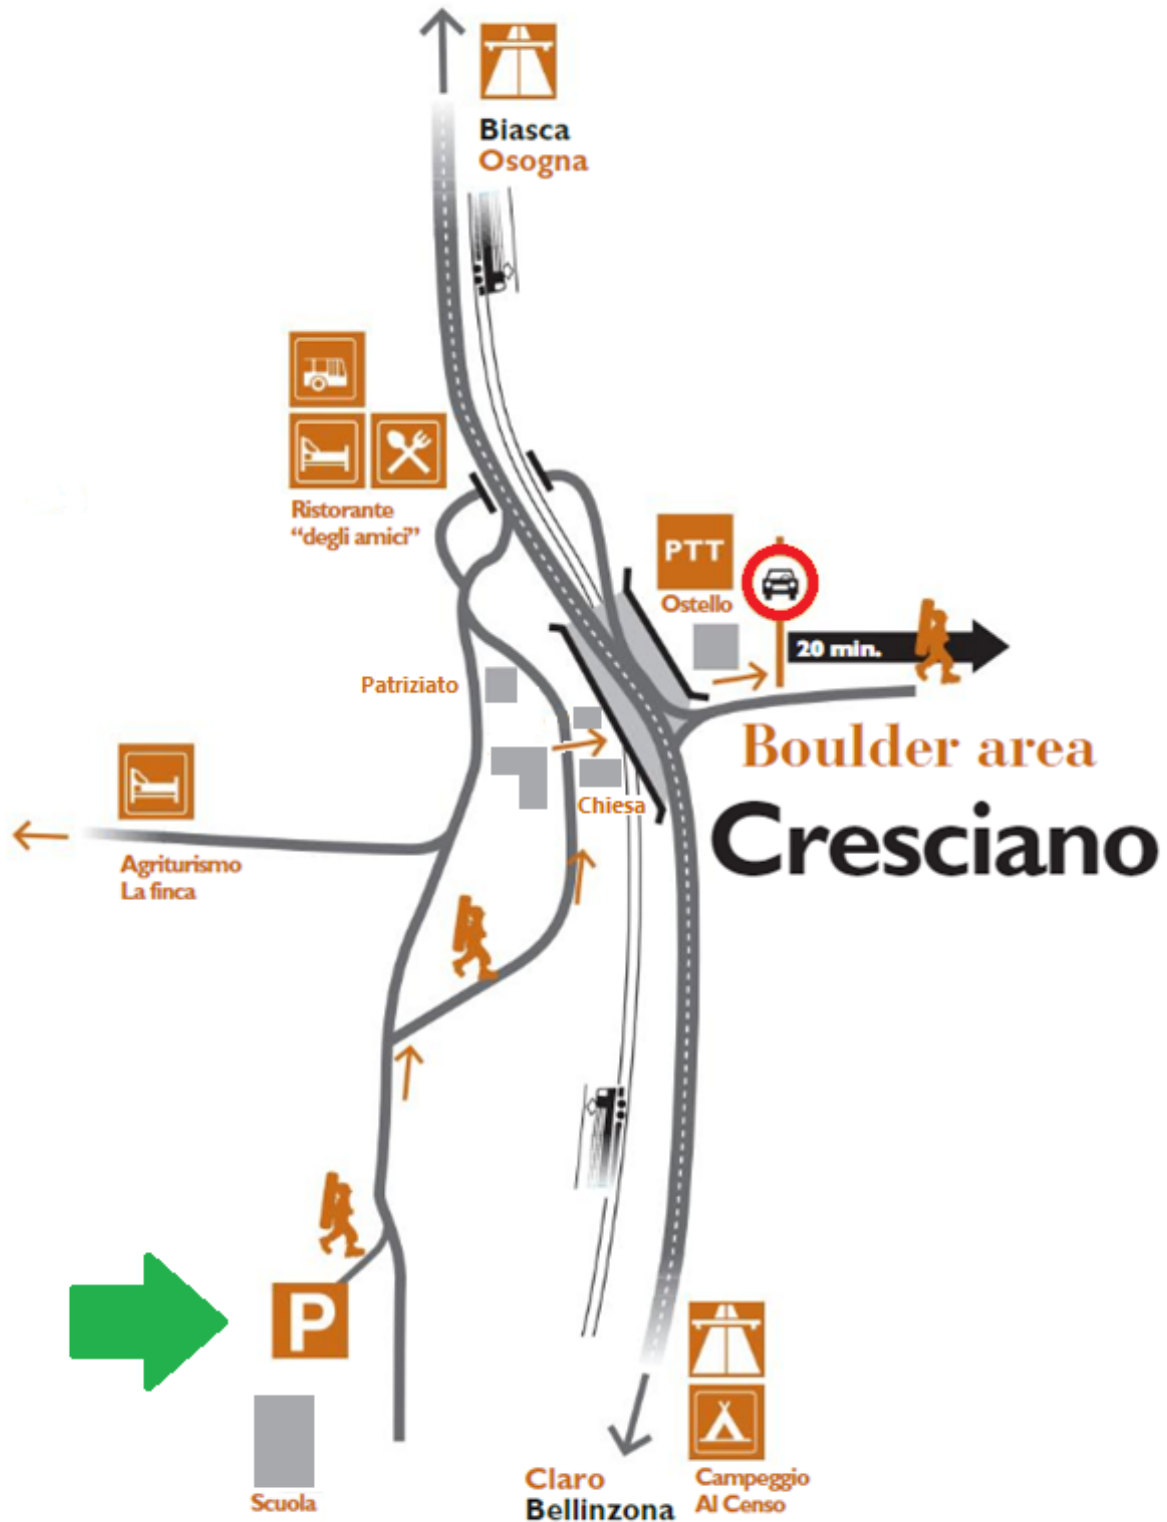 Biasca
Osogna
Ristorante
“degli amici”
PTT
Ostello
20 min.
Patriziato
Boulder area
Cresciano
Chiesa
Agriturismo
La finca
P
Scuola
Claro
Bellinzona
Campeggio
Al Censo